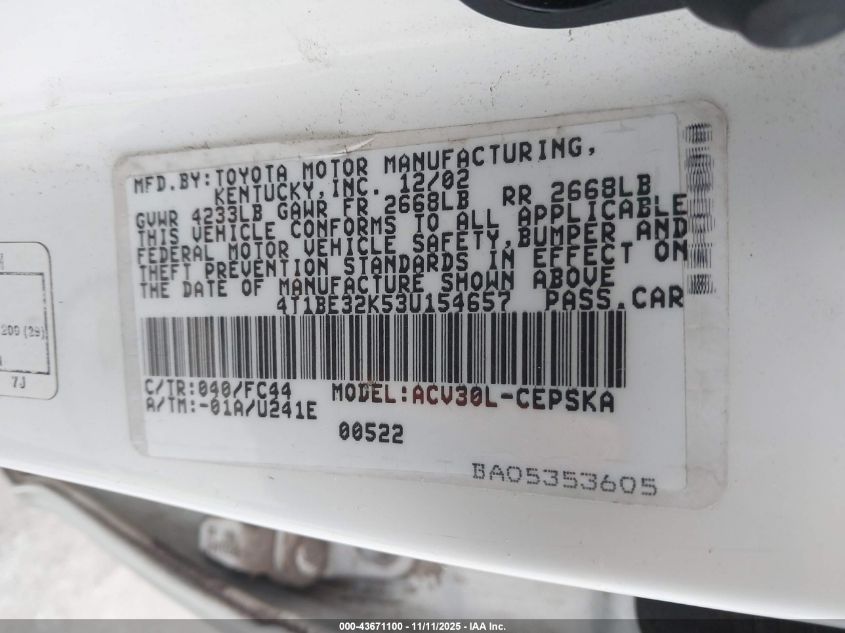 MFD.BY:TOYOTA MOTOR MANUFACTURING,
KENTUCKY,INC. 12/02
GVWR 4233LB GAWR FR 2668LB RR 2668LB
THIS VEHICLE CONFORMS TO ALL APPLICABLE
FEDERAL MOTOR VEHICLE SAFETY,BUMPER AND
THEFT PREVENTION STANDARDS IN EFFECT ON
THE DATE OF MANUFACTURE SHOWN ABOVE
4T1BE32K53U154657 PASS.CAR
C/TR:040/FC44 MODEL:ACV30L-CEPSKA
A/TM:-01A/U241E
00522
BA05353605
209 (29)
7J
000-43671100 - 11/11/2025 - IAA Inc.